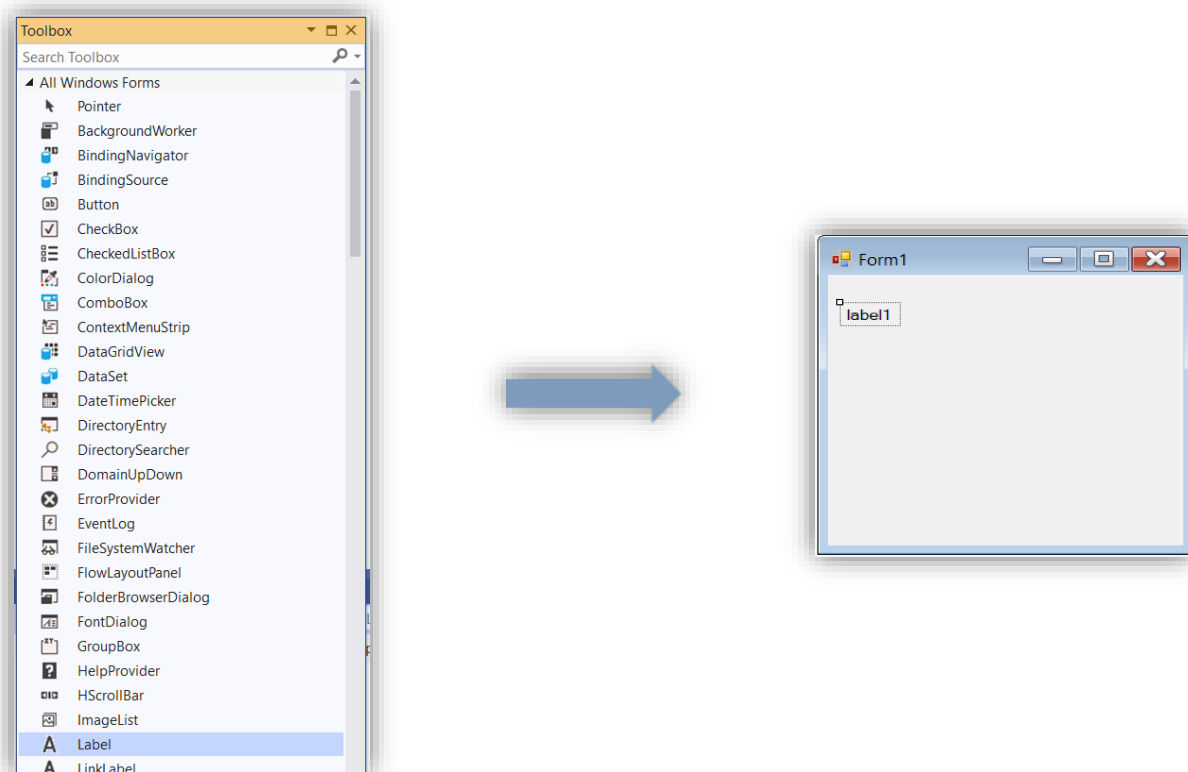 Toolbox
Search Toolbox
All Windows Forms
Pointer
BackgroundWorker
BindingNavigator
BindingSource
Button
CheckBox
CheckedListBox
ColorDialog
ComboBox
ContextMenuStrip
DataGridView
DataSet
DateTimePicker
DirectoryEntry
DirectorySearcher
DomainUpDown
ErrorProvider
EventLog
FileSystemWatcher
FlowLayoutPanel
FolderBrowserDialog
FontDialog
GroupBox
HelpProvider
HScrollBar
ImageList
Label
LinkLabel
Form1
label1